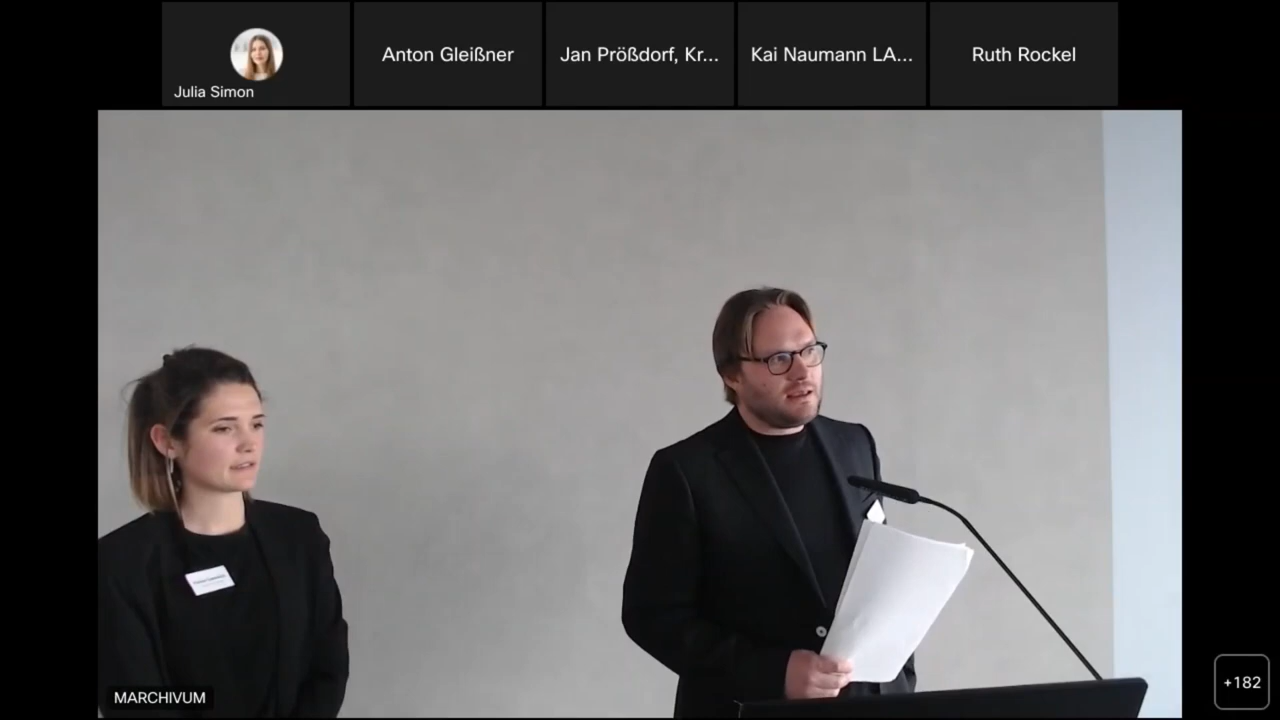 Julia Simon
Anton Gleißner
Jan Prößdorf, Kr...
Kai Naumann LA...
Ruth Rockel
MARCHIVUM
+182